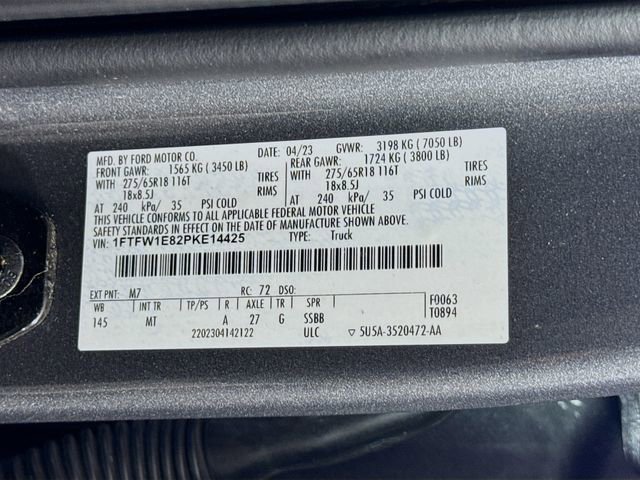 MFD. BY FORD MOTOR CO. DATE: 04/23 GVWR: 3198 KG ( 7050 LB)
FRONT GAWR: 1565 KG ( 3450 LB) REAR GAWR: 1724 KG ( 3800 LB)
WITH 275/65R18 116T TIRES WITH 275/65R18 116T TIRES
18x8.5J RIMS 18x8.5J RIMS
AT 240 kPa/ 35 PSI COLD AT 240 kPa/ 35 PSI COLD
THIS VEHICLE CONFORMS TO ALL APPLICABLE FEDERAL MOTOR VEHICLE
SAFETY STANDARDS IN EFFECT ON THE DATE OF MANUFACTURE SHOWN ABOVE.
VIN: 1FTFW1E82PKE14425 TYPE: Truck
EXT PNT: M7 RC: 72 DSO: F0063
WB INT TR TP/PS R AXLE TR SPR T0894
145 MT A 27 G SSBB
2202304142122 ULC ▽ 5U5A-3520472-AA